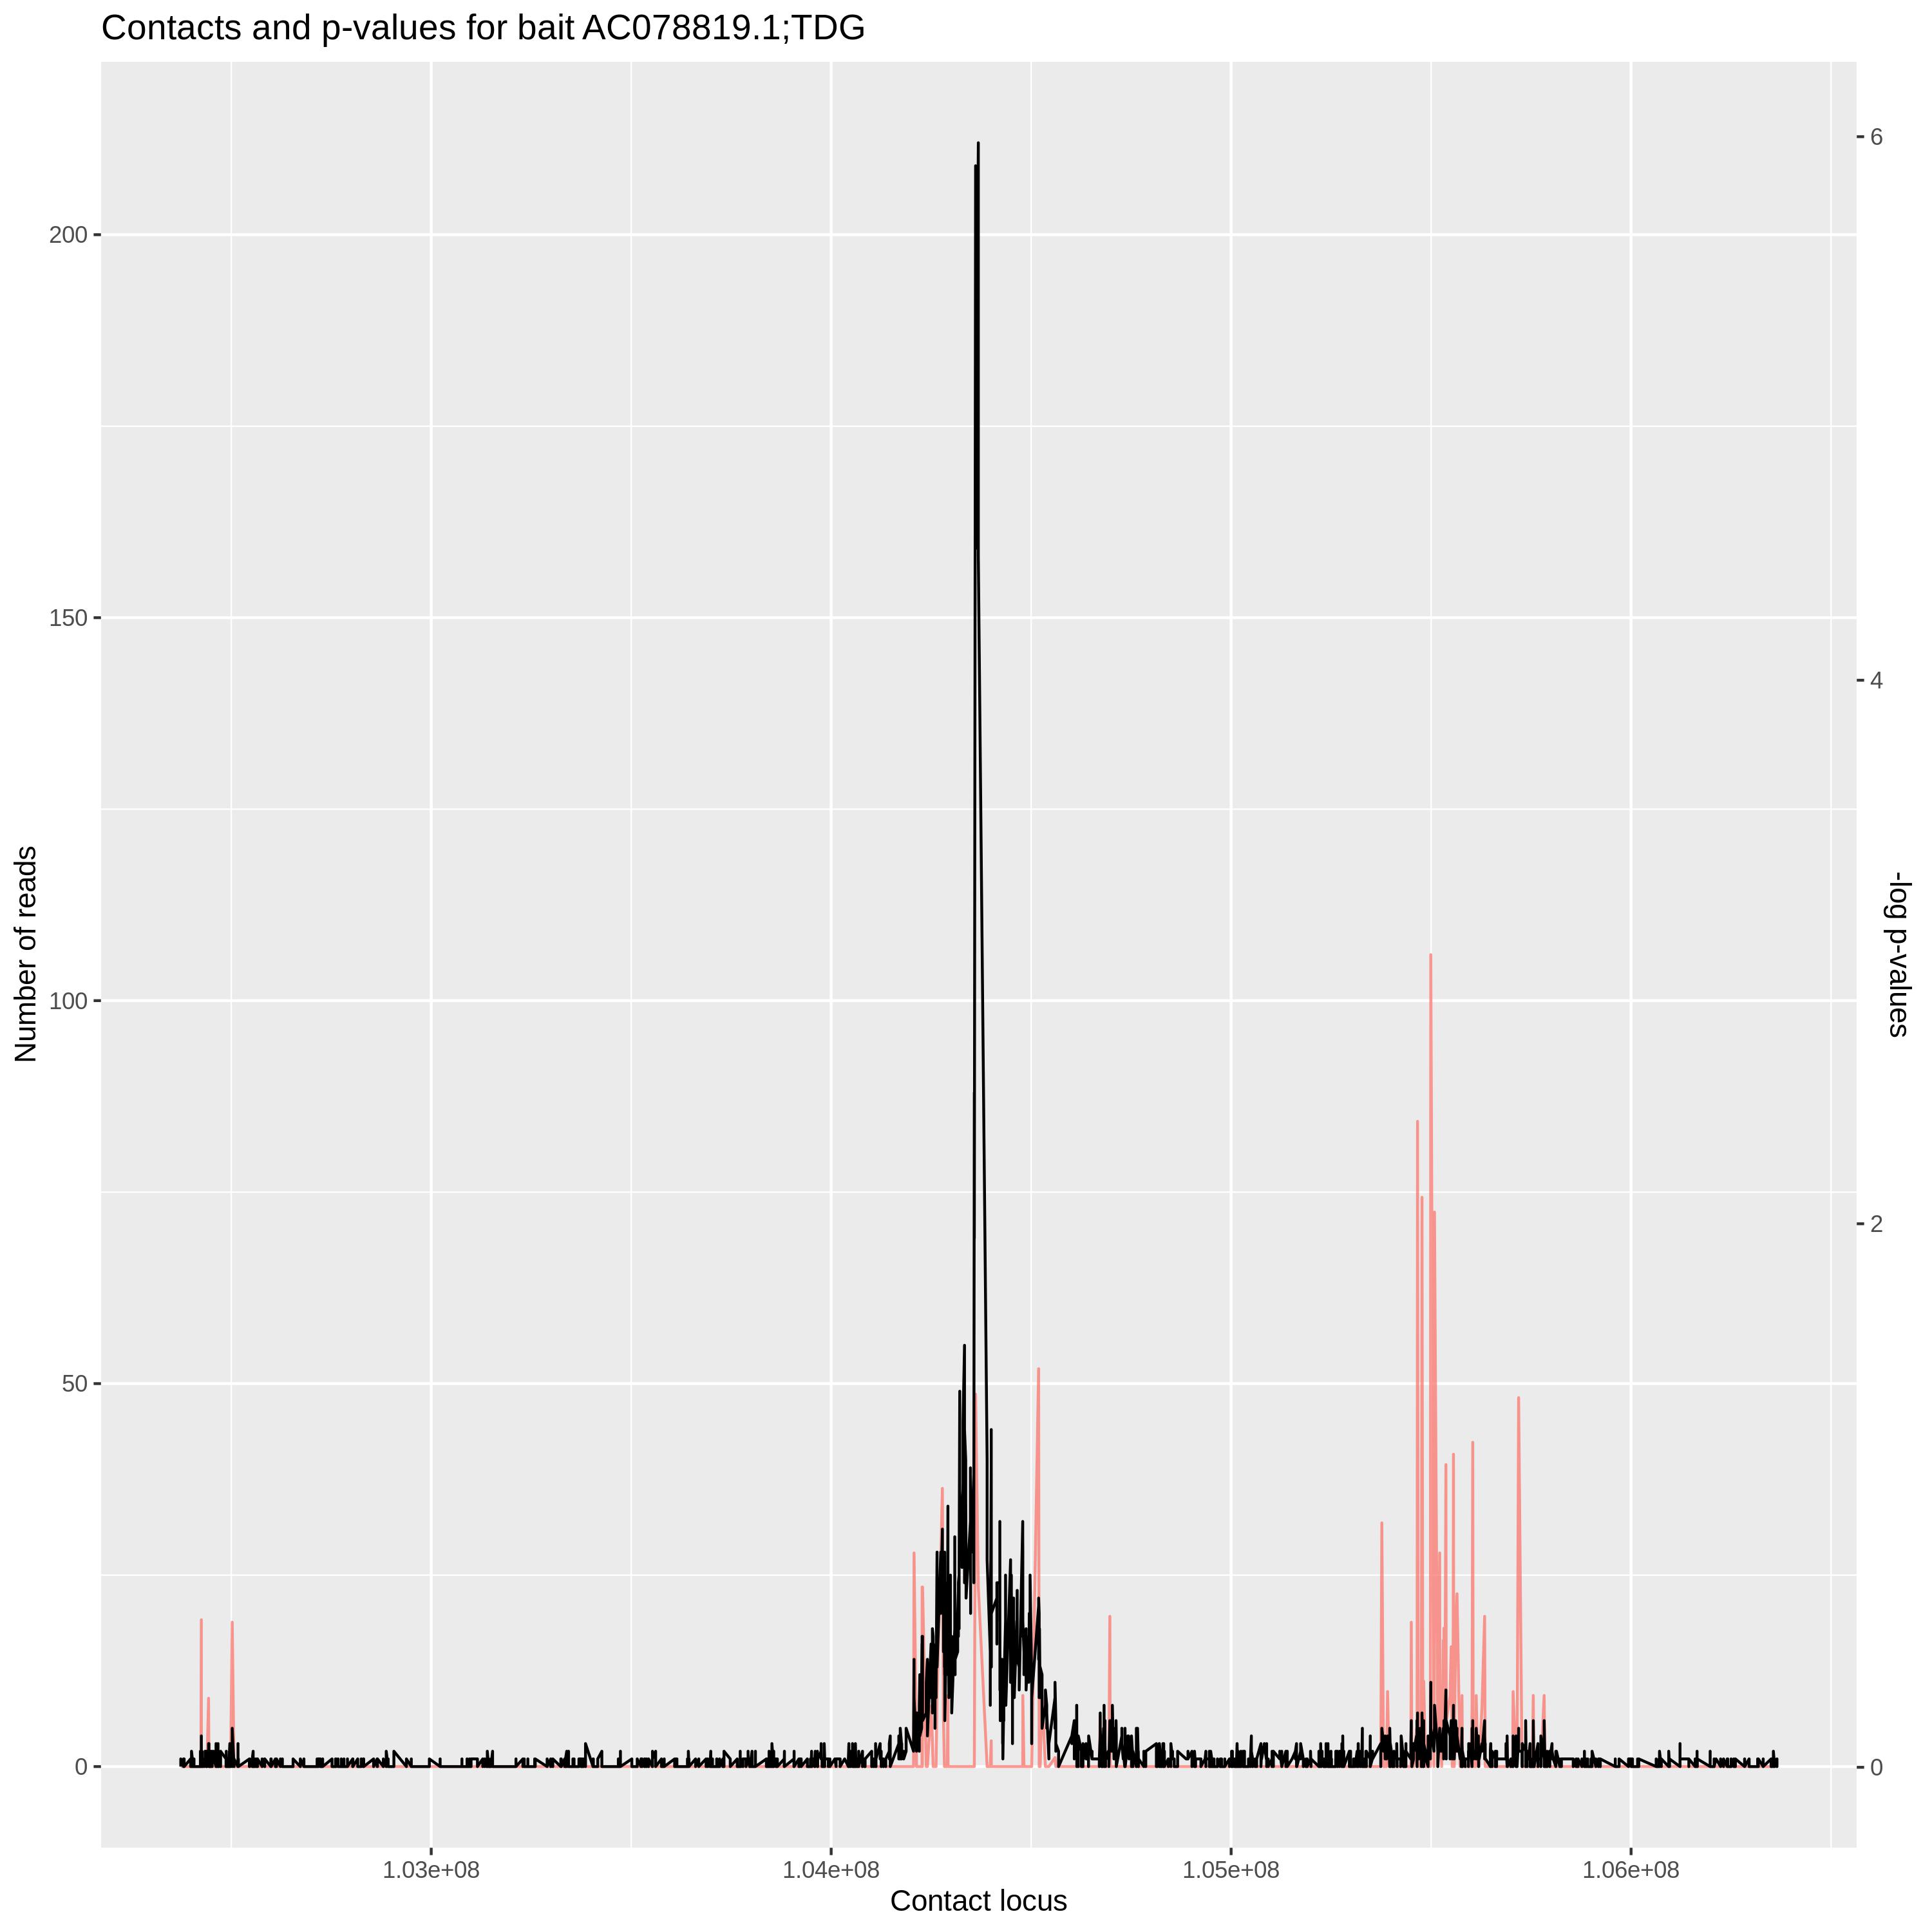 Contacts and p-values for bait AC078819.1;TDG
Number of reads
200
150
100
50
0
6
4
2
0
-log p-values
1.03e+08
1.04e+08
1.05e+08
1.06e+08
Contact locus